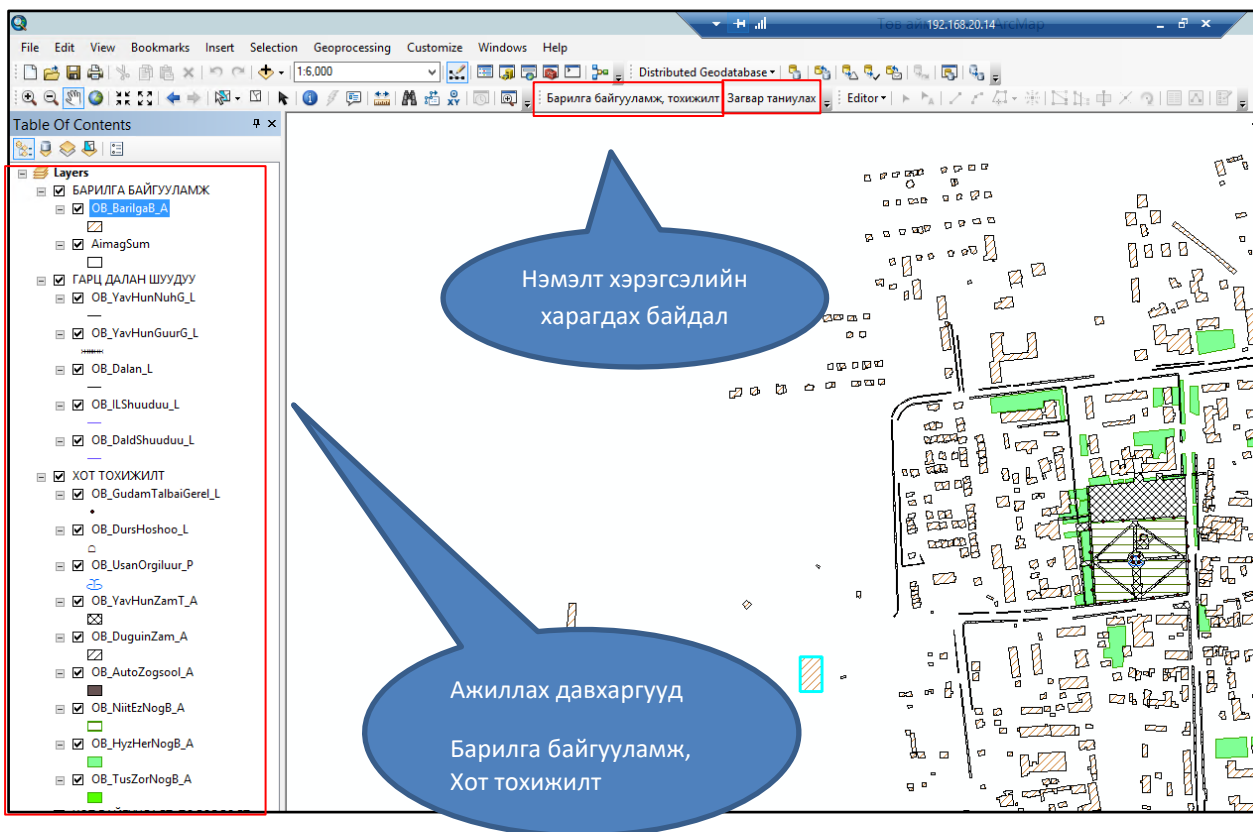 192.168.20.14
ArcMap
File Edit View Bookmarks Insert Selection Geoprocessing Customize Windows Help
1:6,000
Distributed Geodatabase
Барилга байгууламж, тохижилт Загвар таниулах Editor
Table Of Contents
Layers
БАРИЛГА БАЙГУУЛАМЖ
OB_BarilgaB_A
AimagSum
ГАРЦ ДАЛАН ШУУДУУ
OB_YavHunNuhG_L
OB_YavHunGuurG_L
OB_Dalan_L
OB_ILShuuduu_L
OB_DaldShuuduu_L
ХОТ ТОХИЖИЛТ
OB_GudamTalbaiGerel_L
OB_DursHoshoo_L
OB_UsanOrgiluur_P
OB_YavHunZamT_A
OB_DuguinZam_A
OB_AutoZogsool_A
OB_NiitEzNogB_A
OB_HyzHerNogB_A
OB_TusZorNogB_A
Нэмэлт хэрэгсэлийн
харагдах байдал
Ажиллах давхаргууд
Барилга байгууламж,
Хот тохижилт